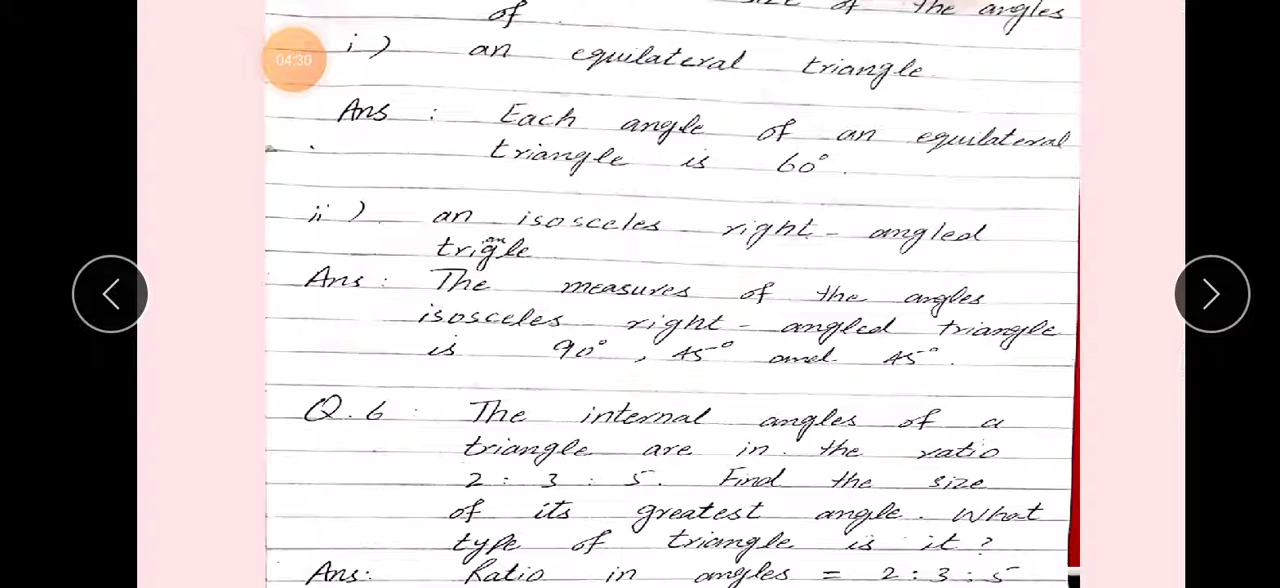 size of the angles
of
04:30
i) an equilateral triangle.
Ans : Each angle of an equilateral
triangle is 60°.
ii) an isosceles right-angled
triangle
Ans : The measures of the angles
isosceles right-angled triangle
is 90°, 45° and 45°.
Q.6 : The internal angles of a
triangle are in the ratio
2 : 3 : 5. Find the size
of its greatest angle. What
type of triangle is it?
Ans: Ratio in angles = 2:3:5